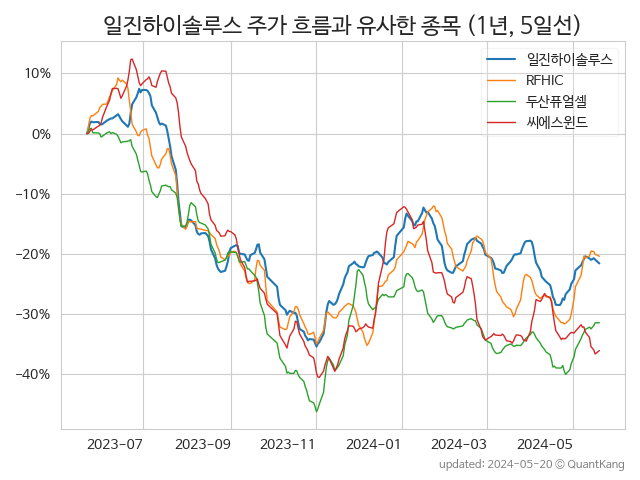 일진하이솔루스 주가 흐름과 유사한 종목 (1년, 5일선)
일진하이솔루스
RFHIC
두산퓨얼셀
씨에스윈드
10%
0%
−10%
−20%
−30%
−40%
2023-07 2023-09 2023-11 2024-01 2024-03 2024-05
updated: 2024-05-20 © QuantKang